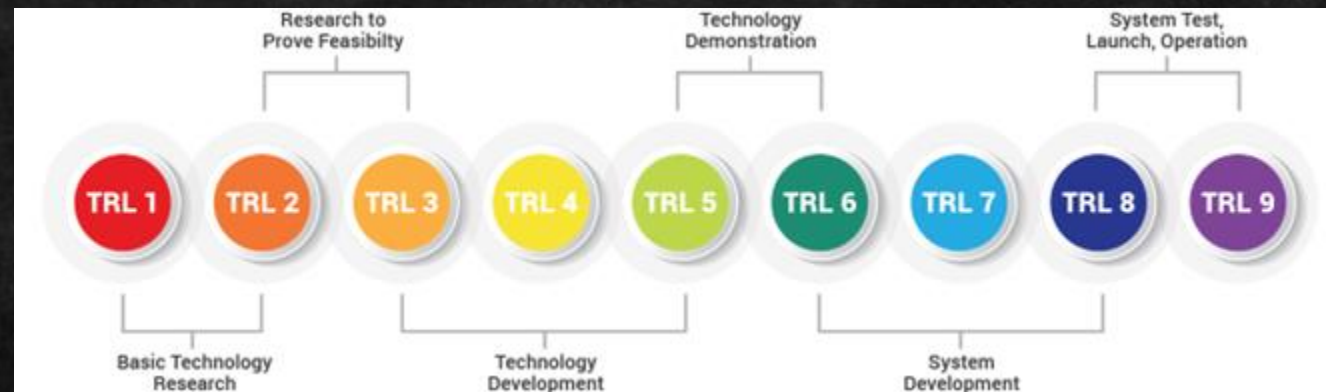 Research to
Prove Feasibilty
Technology
Demonstration
System Test,
Launch, Operation
TRL 1
TRL 2
TRL 3
TRL 4
TRL 5
TRL 6
TRL 7
TRL 8
TRL 9
Basic Technology
Research
Technology
Development
System
Development